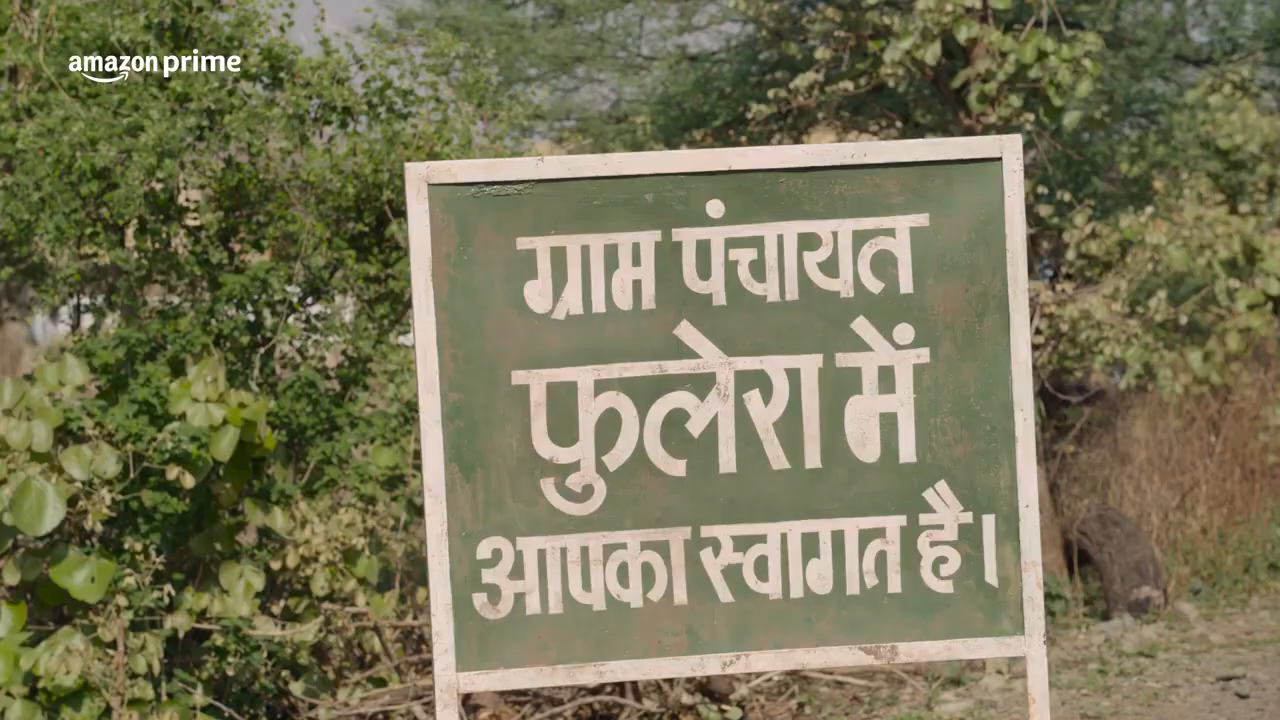 amazon prime
ग्राम पंचायत
फुलेरा में
आपका स्वागत है।